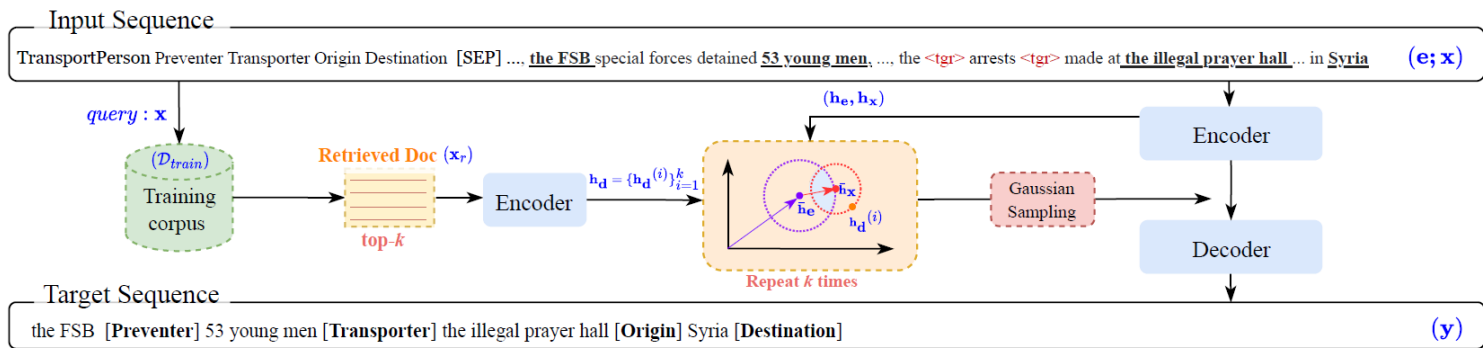 Input Sequence
TransportPerson Preventer Transporter Origin Destination [SEP] ..., the FSB special forces detained 53 young men, ..., the <tgr> arrests <tgr> made at the illegal prayer hall ... in Syria (e; x)
query : x
(h_e, h_x)
Encoder
(D_train)
Training
corpus
Retrieved Doc (x_r)
top-k
Encoder
h_d = {h_d^(i)}_{i=1}^k
h̄_e
h̄_x
h_d^(i)
Repeat k times
Gaussian
Sampling
Decoder
Target Sequence
the FSB [Preventer] 53 young men [Transporter] the illegal prayer hall [Origin] Syria [Destination] (y)